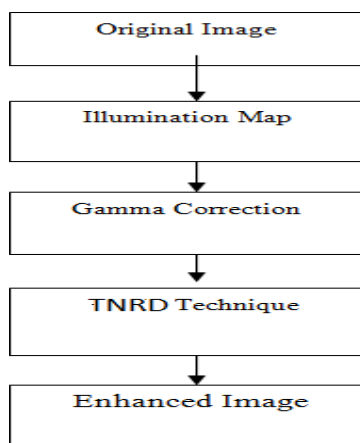 Original Image
Illumination Map
Gamma Correction
TNRD Technique
Enhanced Image